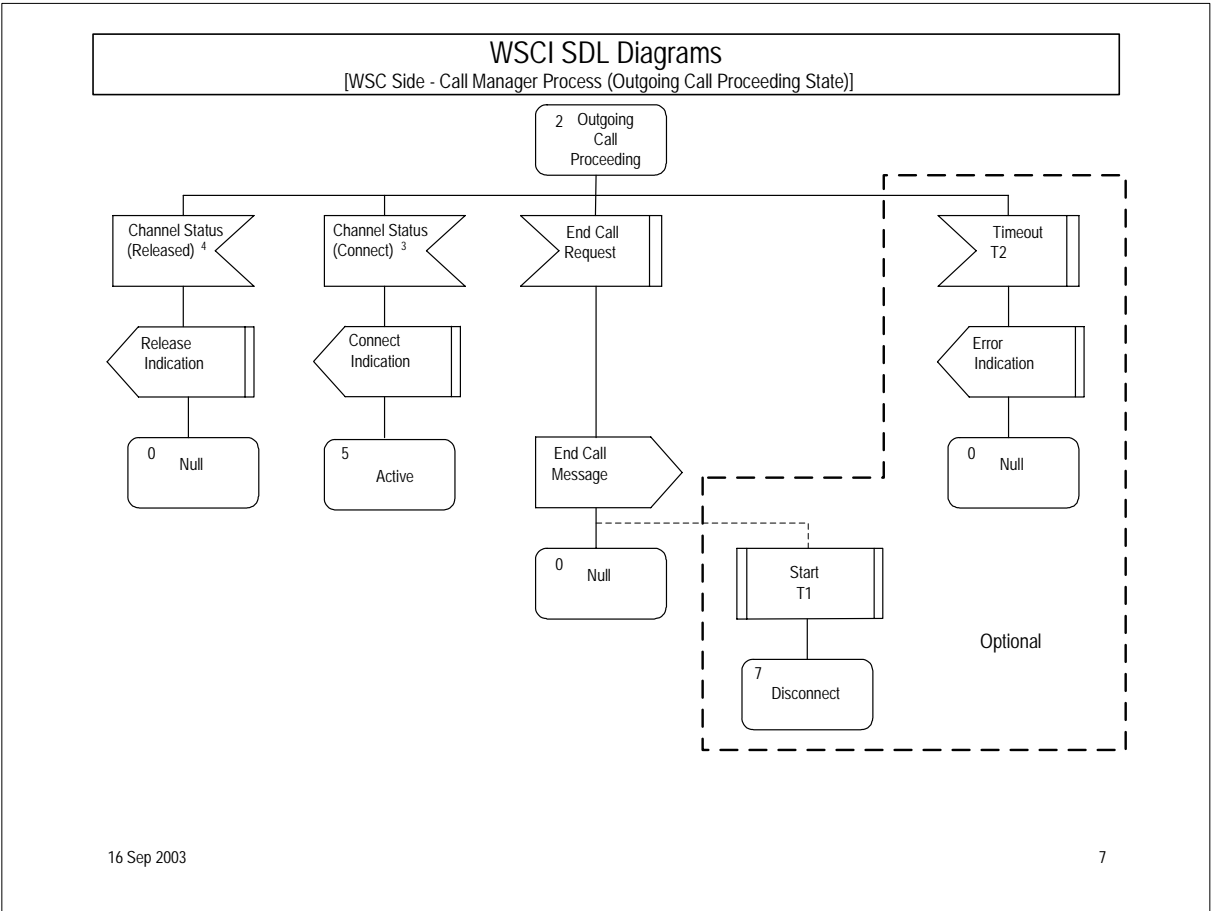 WSCI SDL Diagrams
[WSC Side - Call Manager Process (Outgoing Call Proceeding State)]
2 Outgoing
Call
Proceeding
Channel Status
(Released) 4
Channel Status
(Connect) 3
End Call
Request
Timeout
T2
Release
Indication
Connect
Indication
Error
Indication
0
Null
5
Active
End Call
Message
0
Null
0
Null
Start
T1
Optional
7
Disconnect
16 Sep 2003
7